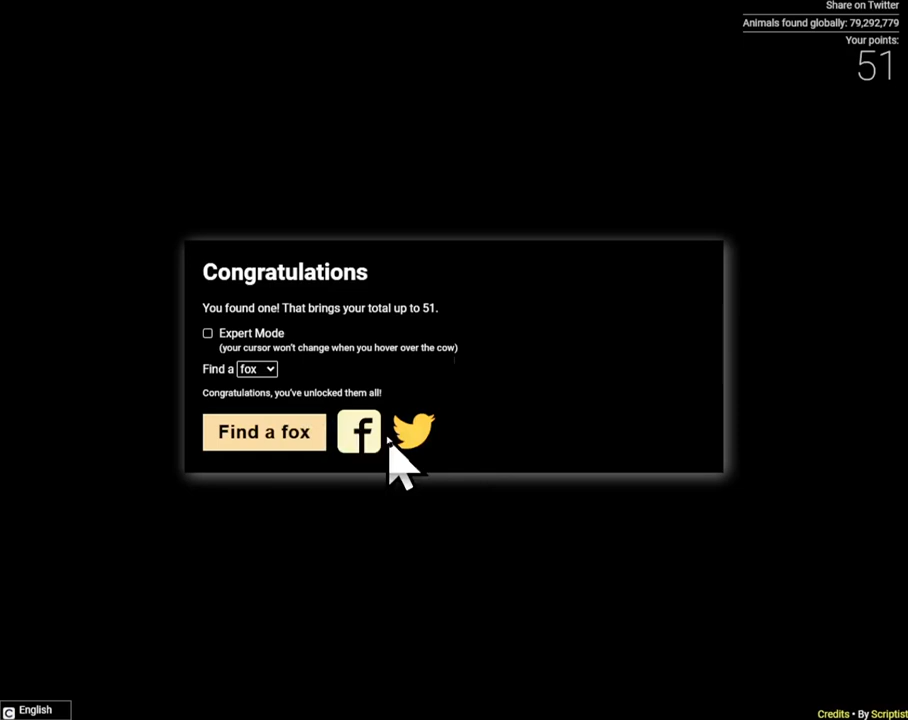 Share on Twitter
Animals found globally: 79,292,779
Your points:
51
Congratulations
You found one! That brings your total up to 51.
Expert Mode
(your cursor won't change when you hover over the cow)
Find a fox
Congratulations, you've unlocked them all!
Find a fox
English
Credits • By Scriptist